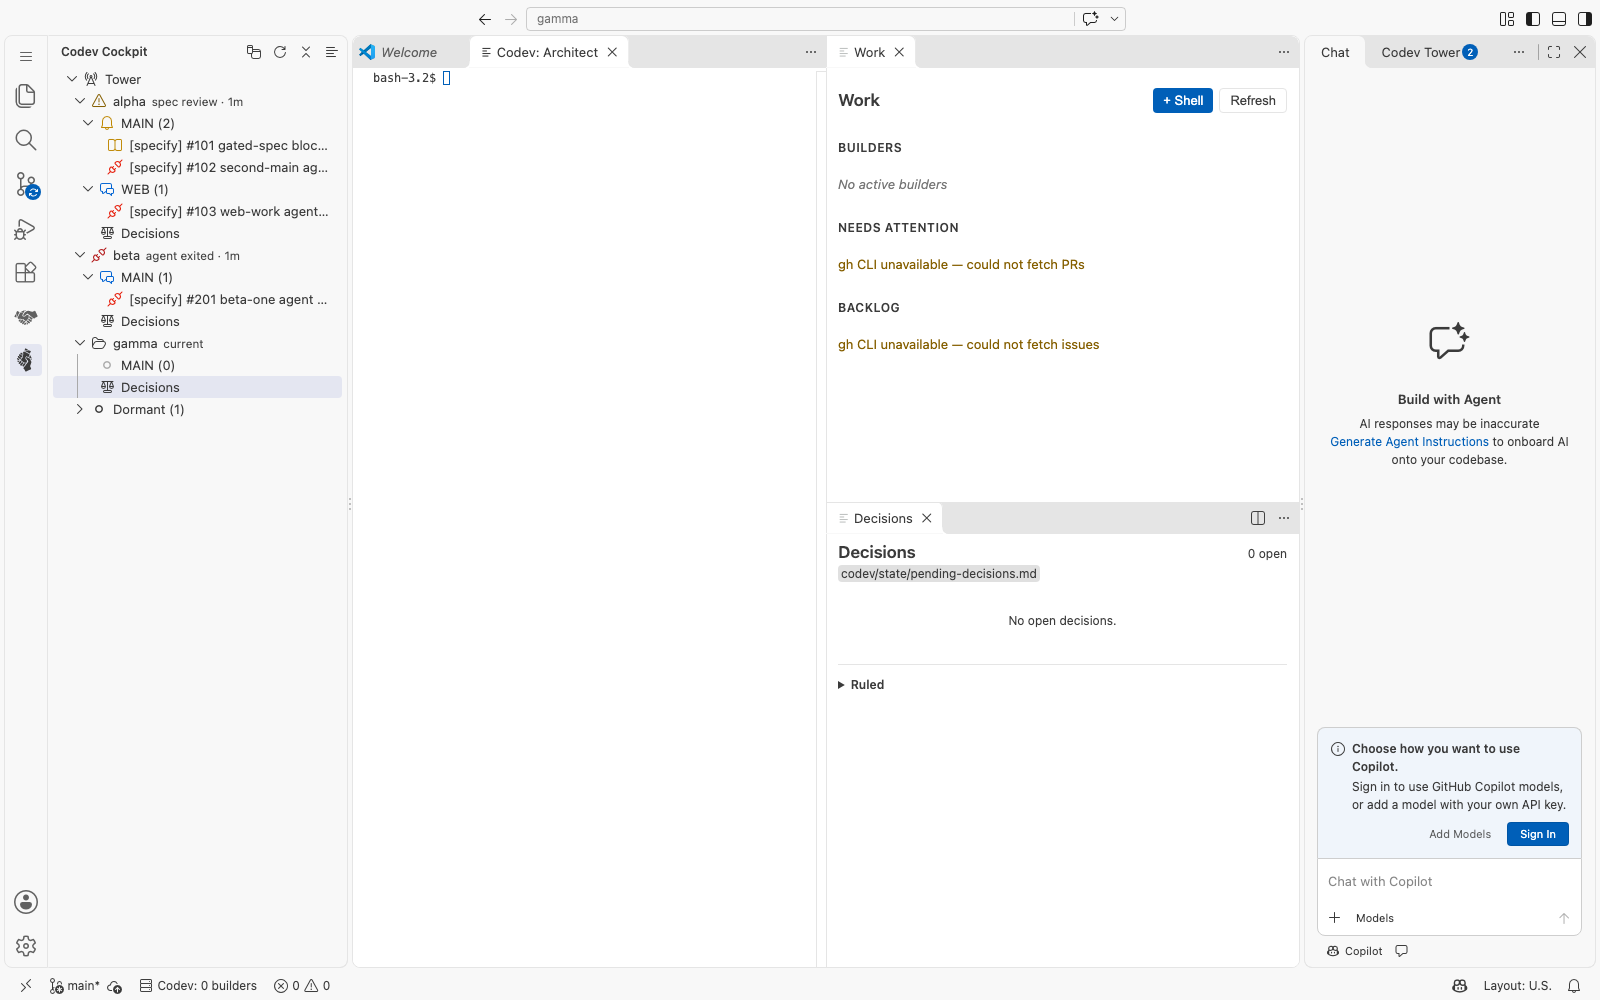 gamma
Codev Cockpit
Tower
alpha spec review · 1m
MAIN (2)
[specify] #101 gated-spec bloc...
[specify] #102 second-main ag...
WEB (1)
[specify] #103 web-work agent...
Decisions
beta agent exited · 1m
MAIN (1)
[specify] #201 beta-one agent ...
Decisions
gamma current
MAIN (0)
Decisions
Dormant (1)
Welcome
Codev: Architect
bash-3.2$
Work
Work
+ Shell
Refresh
BUILDERS
No active builders
NEEDS ATTENTION
gh CLI unavailable — could not fetch PRs
BACKLOG
gh CLI unavailable — could not fetch issues
Decisions
Decisions
0 open
codev/state/pending-decisions.md
No open decisions.
Ruled
Chat
Codev Tower 2
Build with Agent
AI responses may be inaccurate
Generate Agent Instructions to onboard AI
onto your codebase.
Choose how you want to use
Copilot.
Sign in to use GitHub Copilot models,
or add a model with your own API key.
Add Models
Sign In
Chat with Copilot
Models
Copilot
main*
Codev: 0 builders
0
0
Layout: U.S.